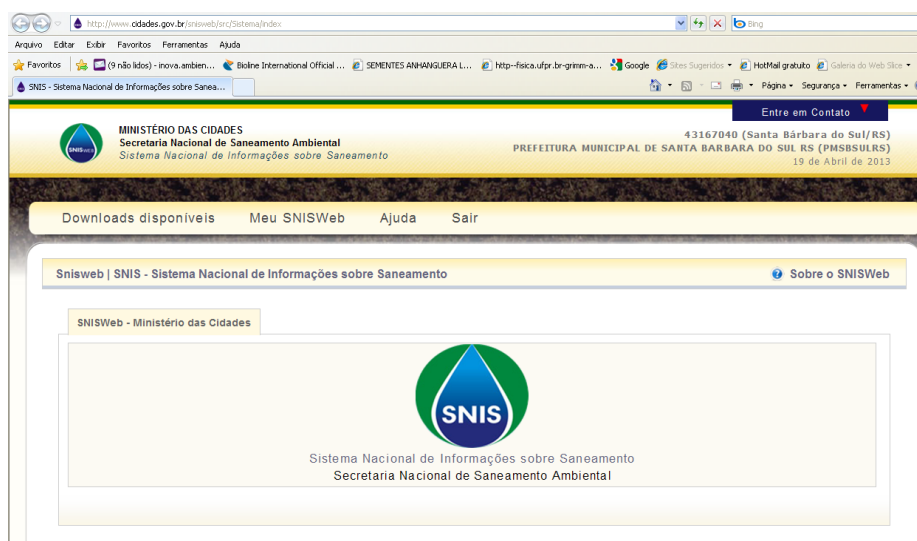 http://www.cidades.gov.br/snisweb/src/Sistema/index
Bing
Arquivo Editar Exibir Favoritos Ferramentas Ajuda
Favoritos (9 não lidos) - inova.ambien... Bioline International Official ... SEMENTES ANHANGUERA L... http--fisica.ufpr.br-grimm-a... Google Sites Sugeridos HotMail gratuito Galeria do Web Slice
SNIS - Sistema Nacional de Informações sobre Sanea...
Página Segurança Ferramentas
Entre em Contato
MINISTÉRIO DAS CIDADES
Secretaria Nacional de Saneamento Ambiental
Sistema Nacional de Informações sobre Saneamento
SNISWEB
43167040 (Santa Bárbara do Sul/RS)
PREFEITURA MUNICIPAL DE SANTA BARBARA DO SUL RS (PMSBSULRS)
19 de Abril de 2013
Downloads disponíveis Meu SNISWeb Ajuda Sair
Snisweb | SNIS - Sistema Nacional de Informações sobre Saneamento
Sobre o SNISWeb
SNISWeb - Ministério das Cidades
SNIS
Sistema Nacional de Informações sobre Saneamento
Secretaria Nacional de Saneamento Ambiental